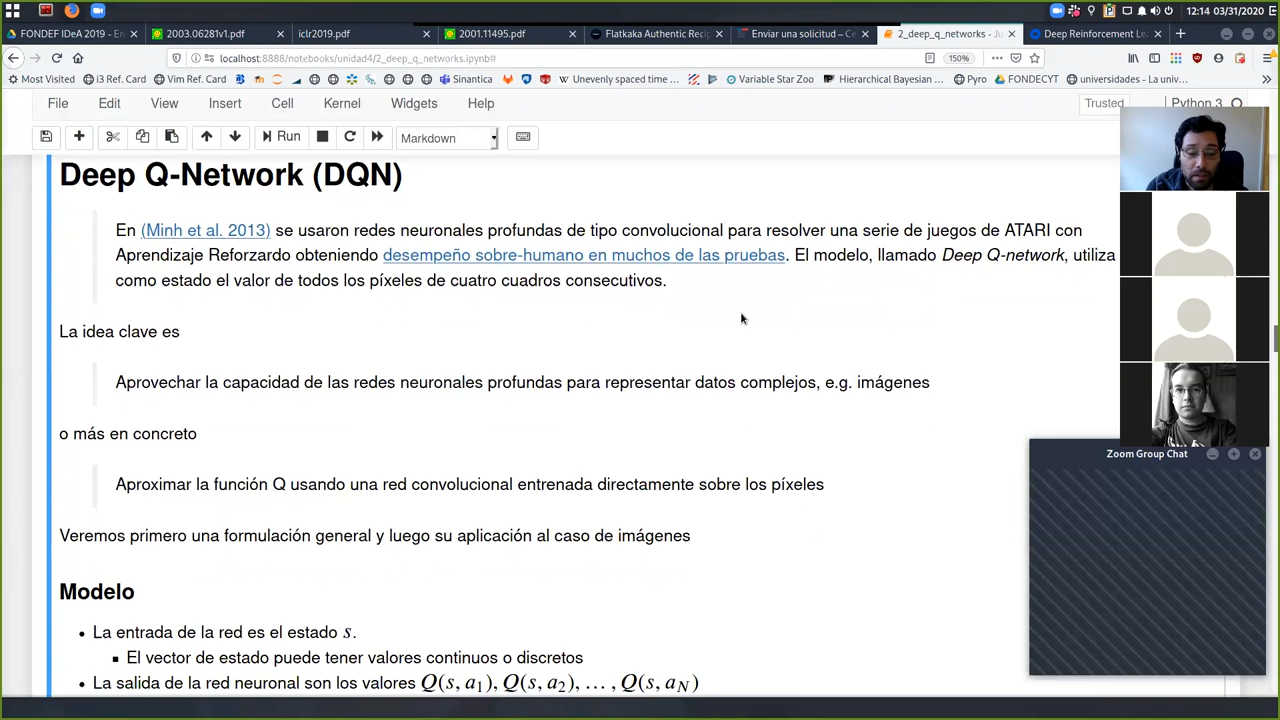 12:14 03/31/2020
FONDEF IDeA 2019 - En
2003.06281v1.pdf
iclr2019.pdf
2001.11495.pdf
Flatkaka Authentic Recip
Enviar una solicitud – Ce
2_deep_q_networks - Ju
Deep Reinforcement Lea
localhost:8888/notebooks/unidad4/2_deep_q_networks.ipynb#
150%
Most Visited
i3 Ref. Card
Vim Ref. Card
Sinantica
Unevenly spaced time ...
Variable Star Zoo
Hierarchical Bayesian ...
Pyro
FONDECYT
universidades - La univ...
File Edit View Insert Cell Kernel Widgets Help
Trusted
Python 3
Run
Markdown
Deep Q-Network (DQN)
En (Minh et al. 2013) se usaron redes neuronales profundas de tipo convolucional para resolver una serie de juegos de ATARI con
Aprendizaje Reforzardo obteniendo desempeño sobre-humano en muchos de las pruebas. El modelo, llamado Deep Q-network, utiliza
como estado el valor de todos los píxeles de cuatro cuadros consecutivos.
La idea clave es
Aprovechar la capacidad de las redes neuronales profundas para representar datos complejos, e.g. imágenes
o más en concreto
Zoom Group Chat
Aproximar la función Q usando una red convolucional entrenada directamente sobre los píxeles
Veremos primero una formulación general y luego su aplicación al caso de imágenes
Modelo
• La entrada de la red es el estado s.
▪ El vector de estado puede tener valores continuos o discretos
• La salida de la red neuronal son los valores Q(s, a₁), Q(s, a₂), … , Q(s, a_N)